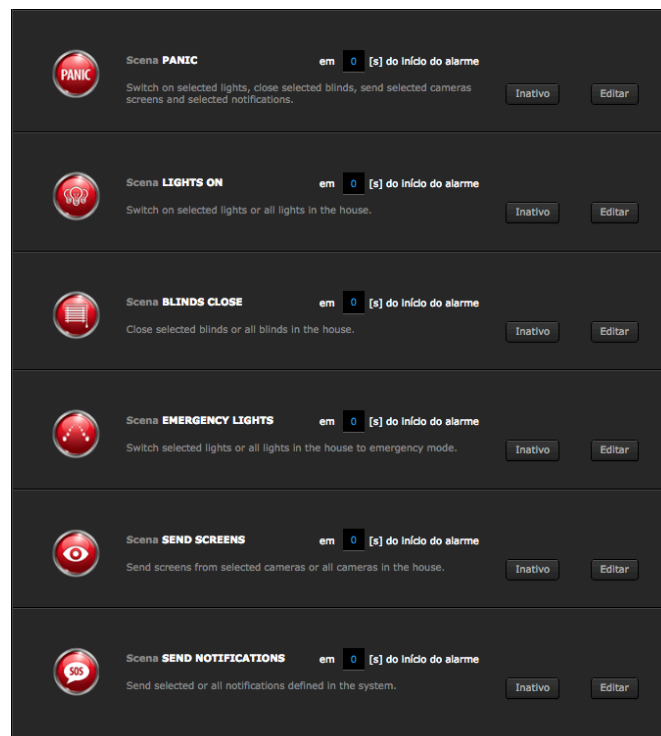 PANIC
Scena PANIC em 0 [s] do início do alarme
Switch on selected lights, close selected blinds, send selected cameras
screens and selected notifications.
Inativo Editar
Scena LIGHTS ON em 0 [s] do início do alarme
Switch on selected lights or all lights in the house.
Inativo Editar
Scena BLINDS CLOSE em 0 [s] do início do alarme
Close selected blinds or all blinds in the house.
Inativo Editar
Scena EMERGENCY LIGHTS em 0 [s] do início do alarme
Switch selected lights or all lights in the house to emergency mode.
Inativo Editar
Scena SEND SCREENS em 0 [s] do início do alarme
Send screens from selected cameras or all cameras in the house.
Inativo Editar
SOS
Scena SEND NOTIFICATIONS em 0 [s] do início do alarme
Send selected or all notifications defined in the system.
Inativo Editar